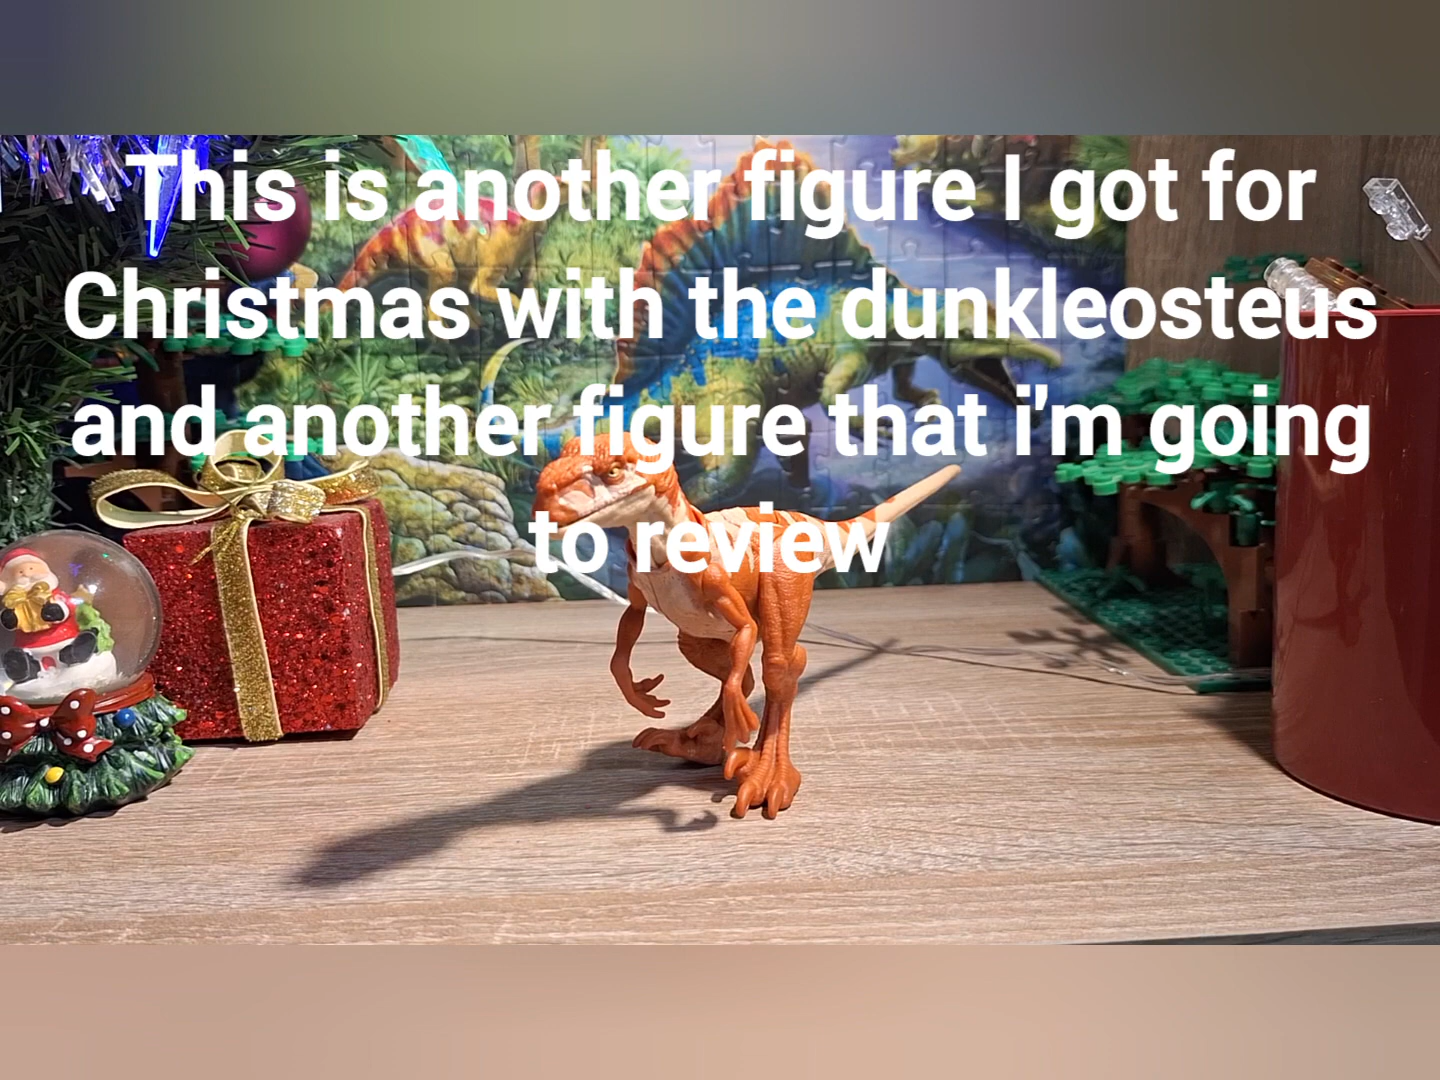 This is another figure I got for
Christmas with the dunkleosteus
and another figure that i'm going
to review